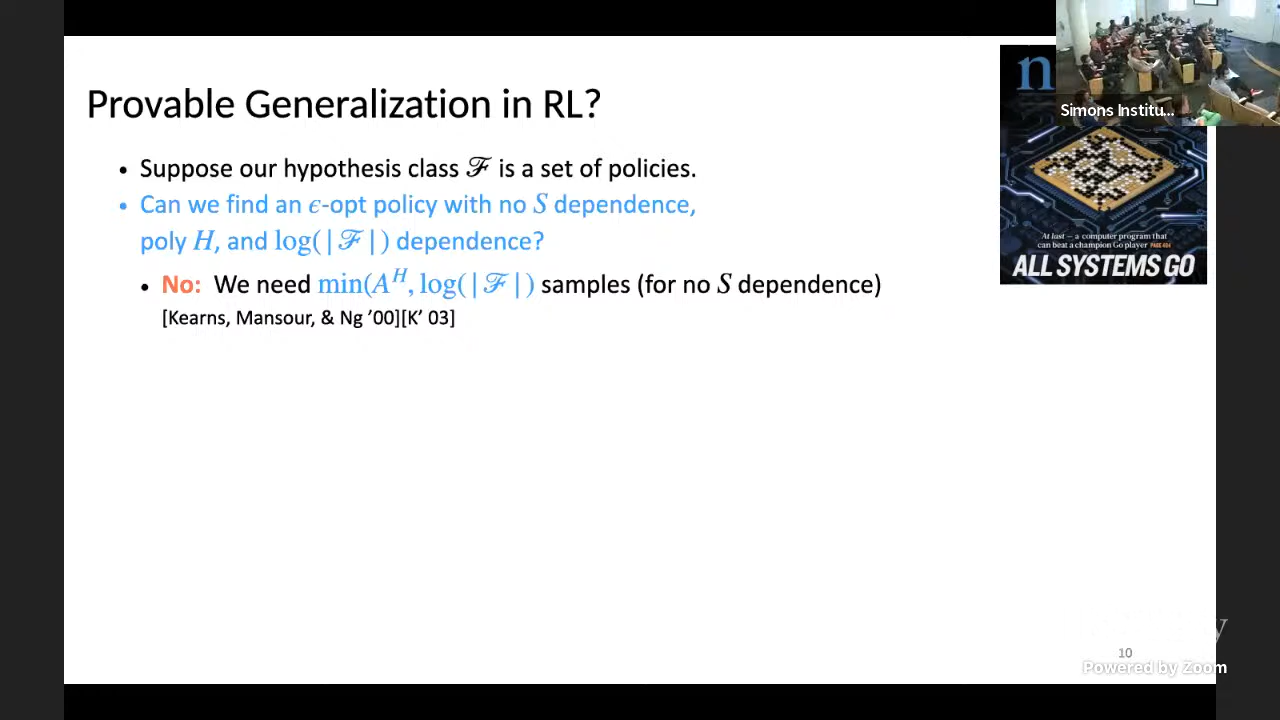 Provable Generalization in RL?
• Suppose our hypothesis class ℱ is a set of policies.
• Can we find an ϵ-opt policy with no S dependence,
poly H, and log(|ℱ|) dependence?
• No: We need min(A^H, log(|ℱ|) samples (for no S dependence)
[Kearns, Mansour, & Ng ’00][K’ 03]
n
Simons Institu...
At last – a computer program that
can beat a champion Go player PAGE 484
ALL SYSTEMS GO
10
y
Powered by Zoom